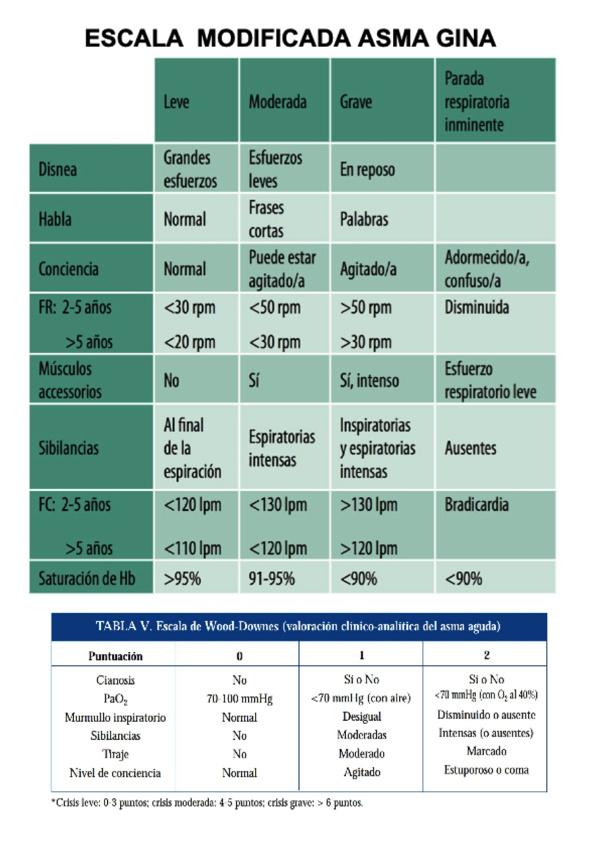 ESCALA MODIFICADA ASMA GINA
Leve Moderada Grave Parada respiratoria inminente
Disnea Grandes esfuerzos Esfuerzos leves En reposo
Habla Normal Frases cortas Palabras
Conciencia Normal Puede estar agitado/a Agitado/a Adormecido/a, confuso/a
FR: 2-5 años <30 rpm <50 rpm >50 rpm Disminuida
>5 años <20 rpm <30 rpm >30 rpm
Músculos accessorios No Sí Sí, intenso Esfuerzo respiratorio leve
Sibilancias Al final de la espiración Espiratorias intensas Inspiratorias y espiratorias intensas Ausentes
FC: 2-5 años <120 lpm <130 lpm >130 lpm Bradicardia
>5 años <110 lpm <120 lpm >120 lpm
Saturación de Hb >95% 91-95% <90% <90%
TABLA V. Escala de Wood-Downes (valoración clínico-analítica del asma aguda)
Puntuación 0 1 2
Cianosis No Sí o No Sí o No
PaO2 70-100 mmHg <70 mmHg (con aire) <70 mmHg (con O2 al 40%)
Murmullo inspiratorio Normal Desigual Disminuido o ausente
Sibilancias No Moderadas Intensas (o ausentes)
Tiraje No Moderado Marcado
Nivel de conciencia Normal Agitado Estuporoso o coma
*Crisis leve: 0-3 puntos; crisis moderada: 4-5 puntos; crisis grave: > 6 puntos.